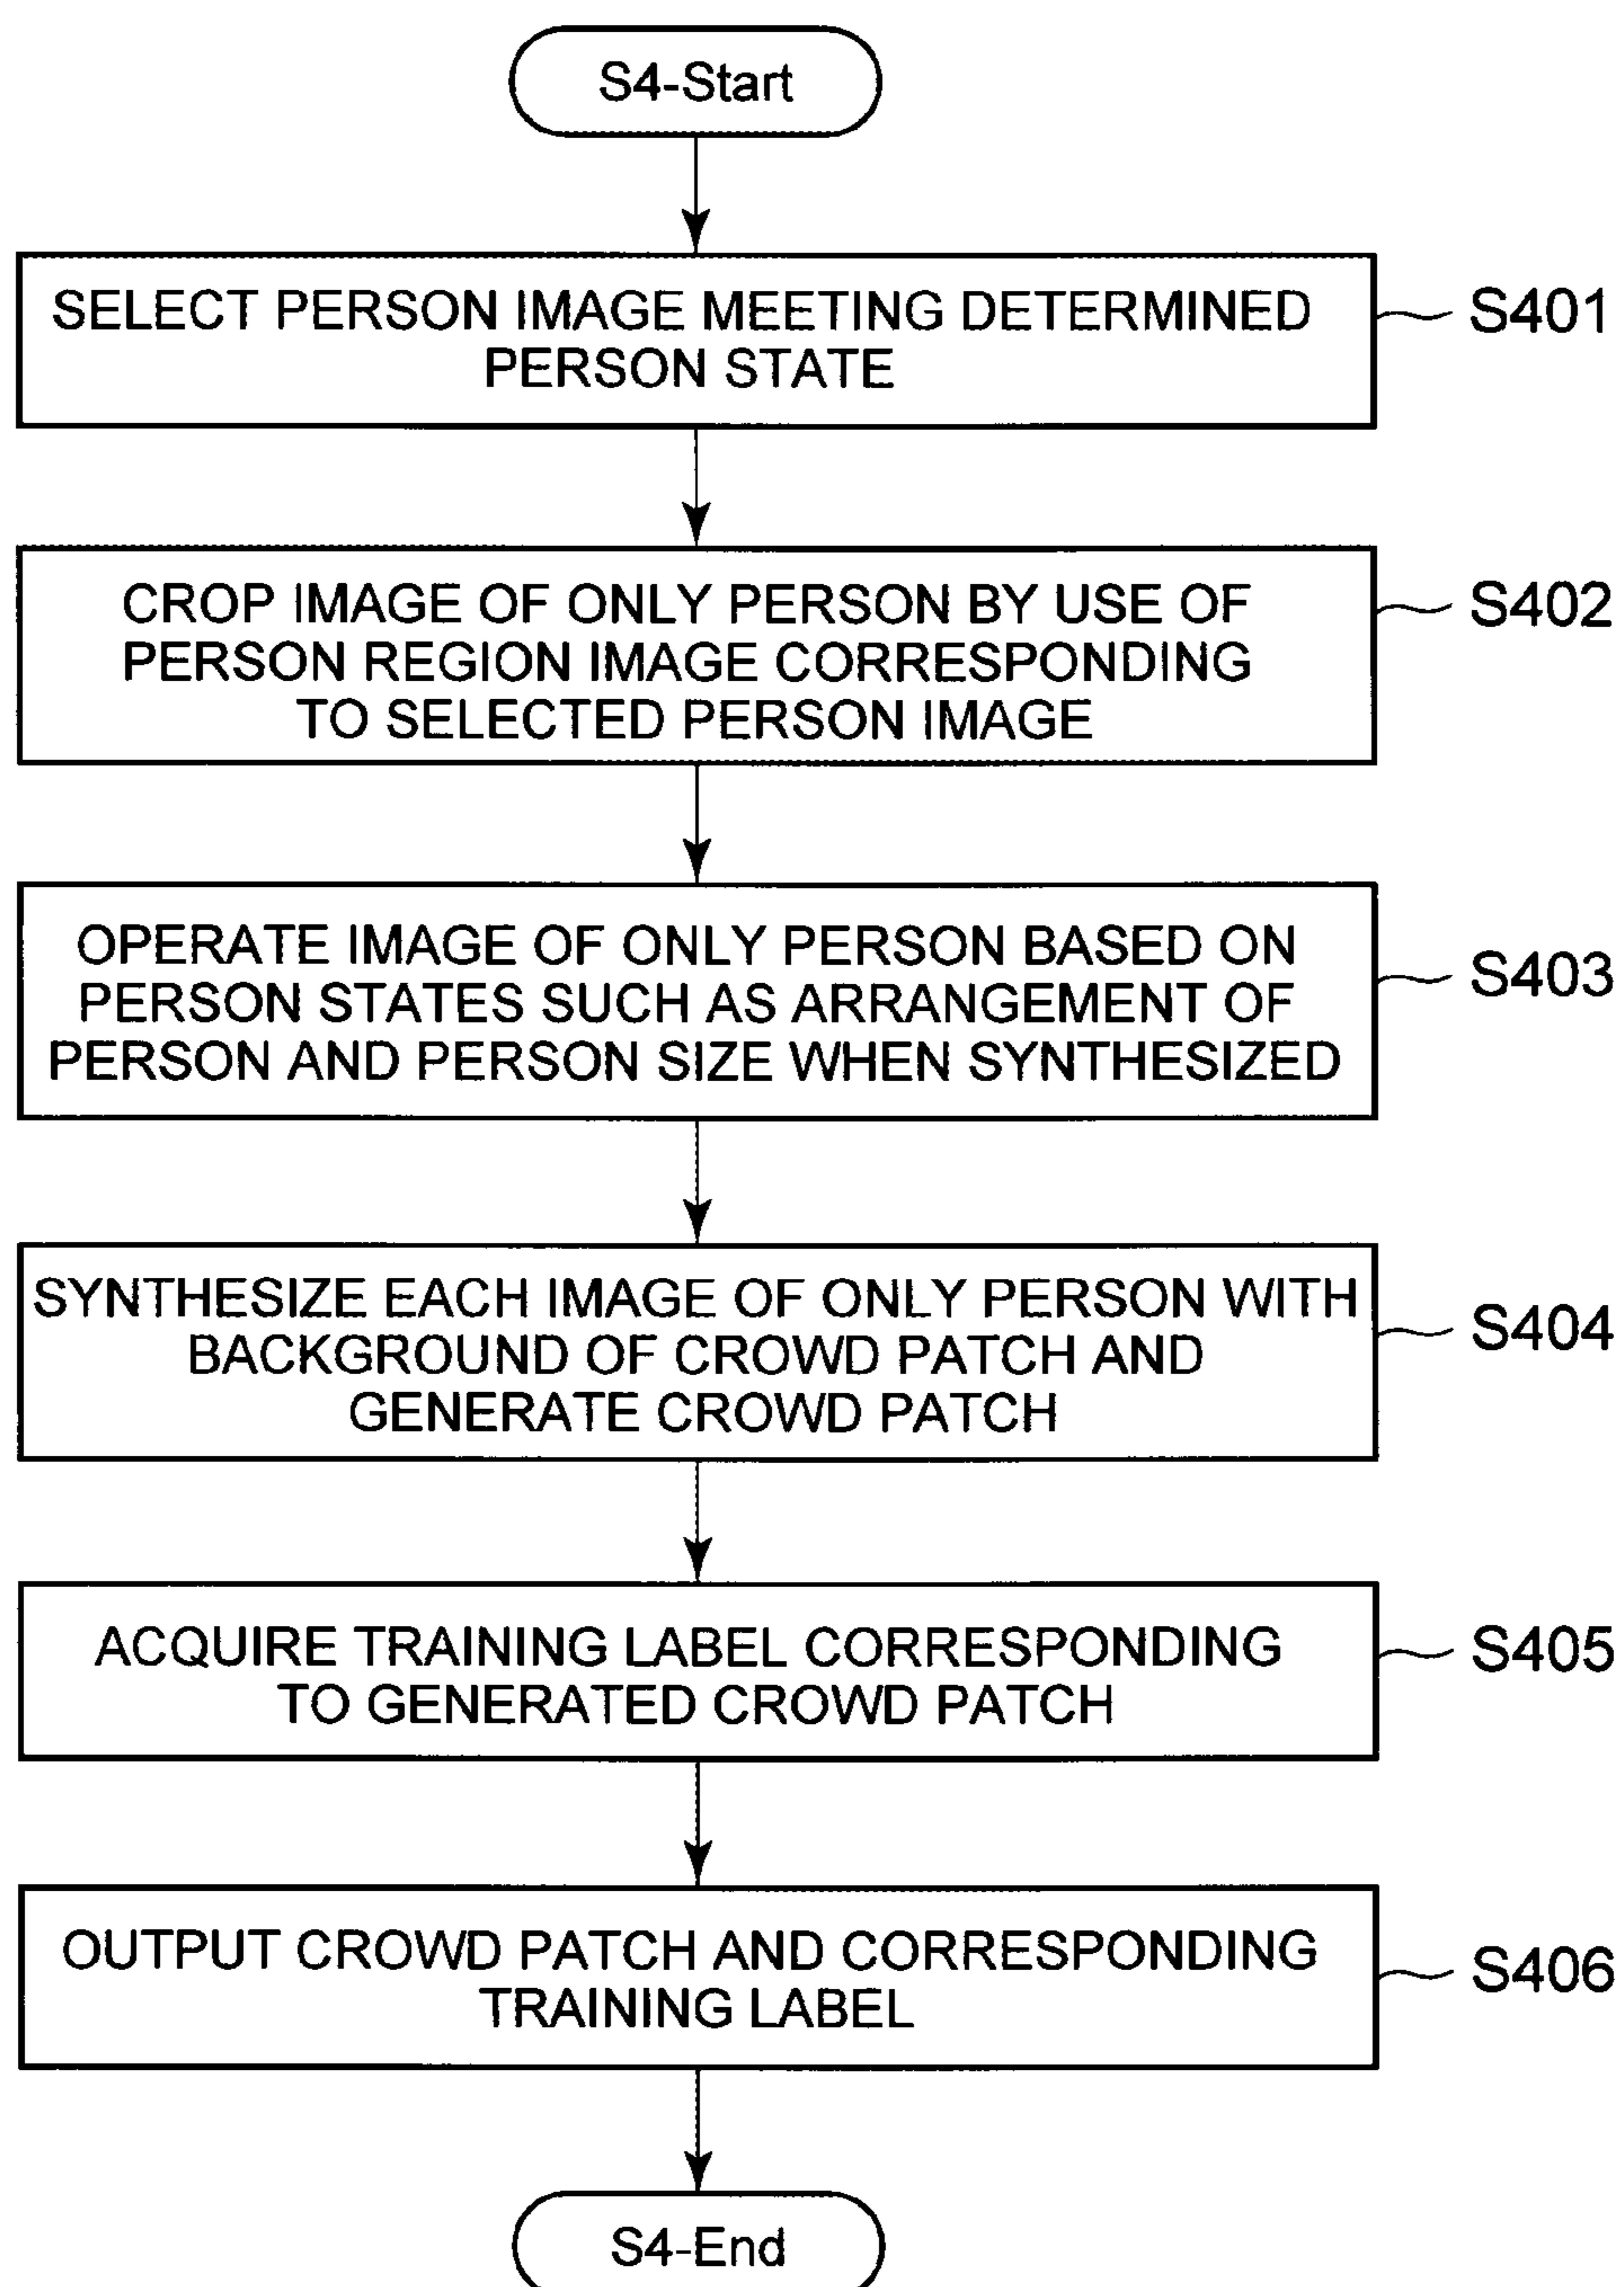 S4-Start
SELECT PERSON IMAGE MEETING DETERMINED
PERSON STATE
S401
CROP IMAGE OF ONLY PERSON BY USE OF
PERSON REGION IMAGE CORRESPONDING
TO SELECTED PERSON IMAGE
S402
OPERATE IMAGE OF ONLY PERSON BASED ON
PERSON STATES SUCH AS ARRANGEMENT OF
PERSON AND PERSON SIZE WHEN SYNTHESIZED
S403
SYNTHESIZE EACH IMAGE OF ONLY PERSON WITH
BACKGROUND OF CROWD PATCH AND
GENERATE CROWD PATCH
S404
ACQUIRE TRAINING LABEL CORRESPONDING
TO GENERATED CROWD PATCH
S405
OUTPUT CROWD PATCH AND CORRESPONDING
TRAINING LABEL
S406
S4-End